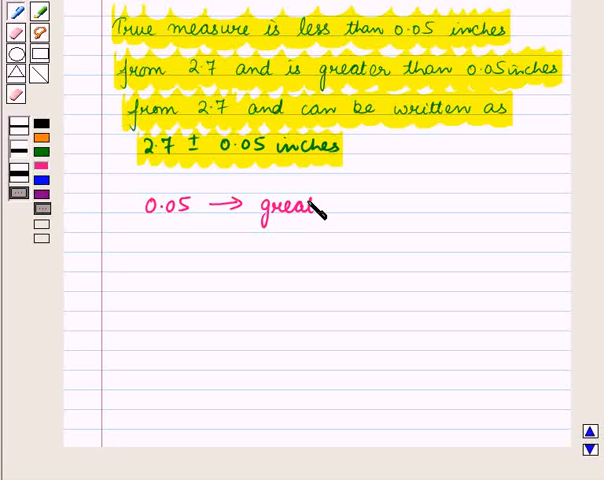 True measure is less than 0.05 inches
from 2.7 and is greater than 0.05 inches
from 2.7 and can be written as
2.7 ± 0.05 inches
0.05 → great